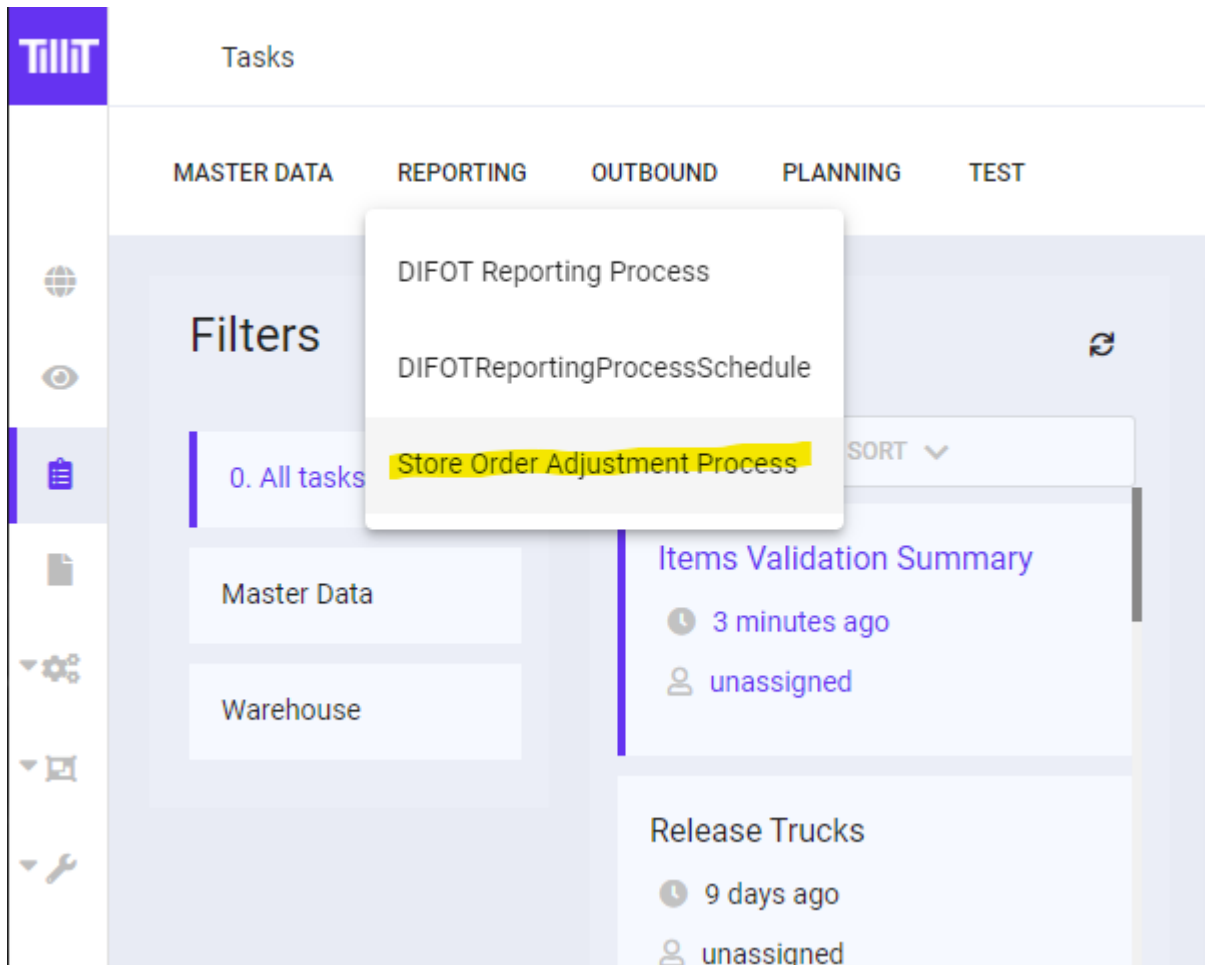 TilliT
Tasks
MASTER DATA REPORTING OUTBOUND PLANNING TEST
DIFOT Reporting Process
DIFOTReportingProcessSchedule
Store Order Adjustment Process
Filters
0. All tasks
Master Data
Warehouse
SORT
Items Validation Summary
3 minutes ago
unassigned
Release Trucks
9 days ago
unassigned